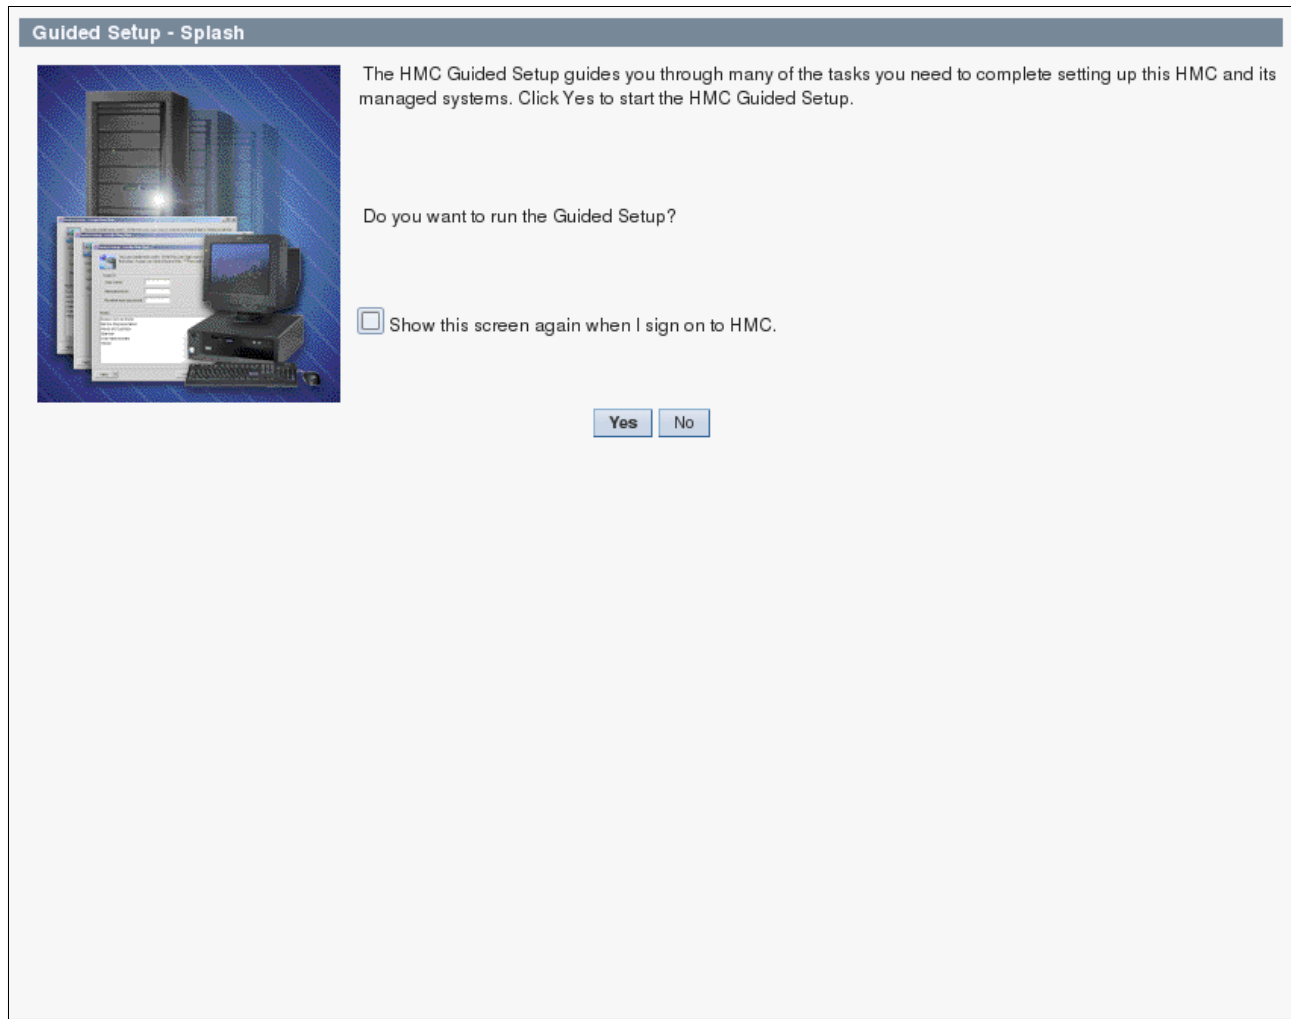 Guided Setup - Splash
The HMC Guided Setup guides you through many of the tasks you need to complete setting up this HMC and its
managed systems. Click Yes to start the HMC Guided Setup.
Do you want to run the Guided Setup?
Show this screen again when I sign on to HMC.
Yes No